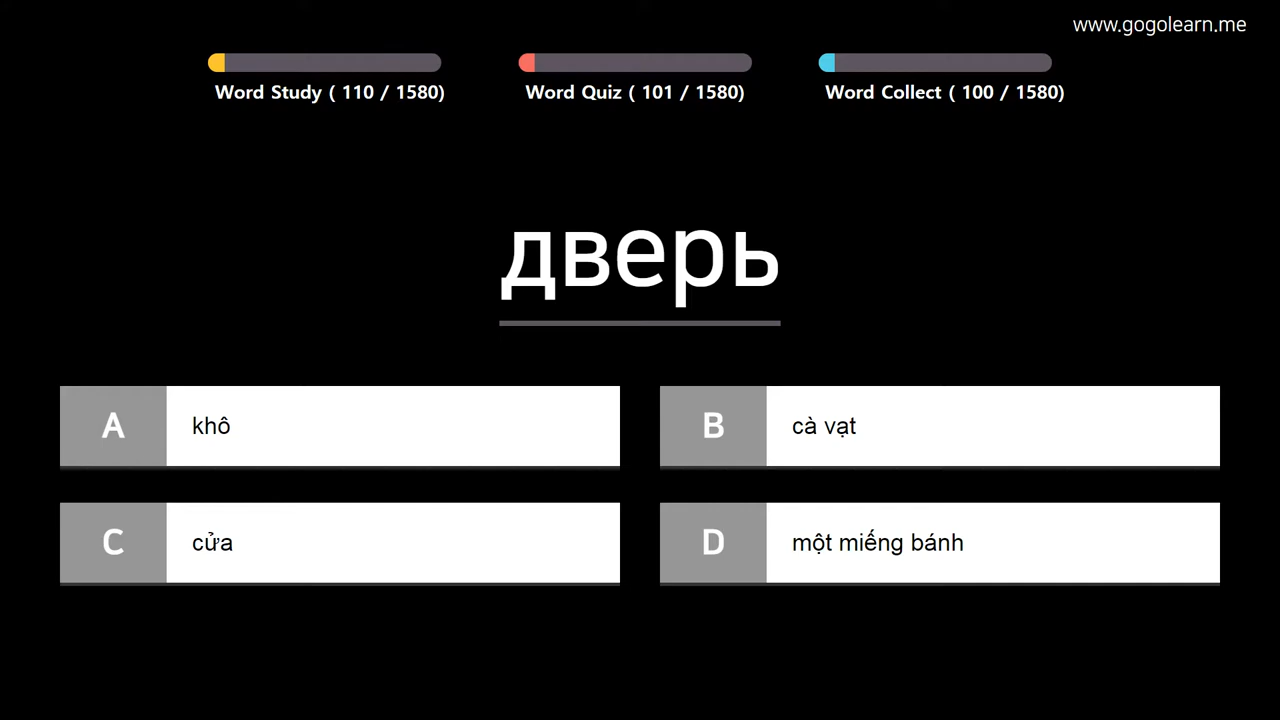 www.gogolearn.me
Word Study ( 110 / 1580)
Word Quiz ( 101 / 1580)
Word Collect ( 100 / 1580)
дверь
A khô
B cà vạt
C cửa
D một miếng bánh